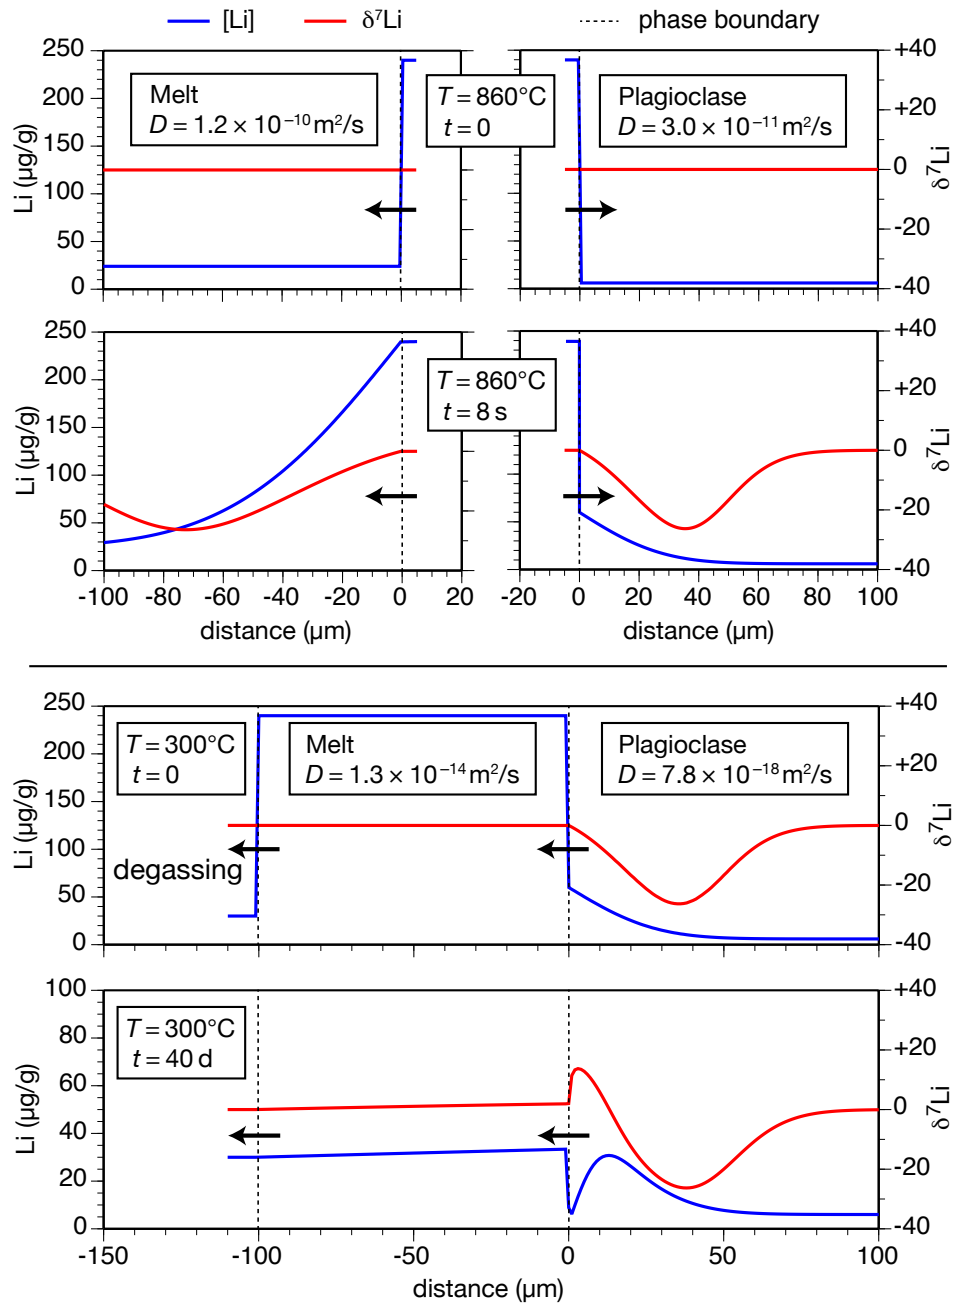 [Li] δ⁷Li phase boundary
250
200
150
100
50
0
Li (µg/g)
Melt
D = 1.2 × 10⁻¹⁰ m²/s
T = 860°C
t = 0
Plagioclase
D = 3.0 × 10⁻¹¹ m²/s
+40
+20
0
-20
-40
δ⁷Li
250
200
150
100
50
0
Li (µg/g)
T = 860°C
t = 8 s
+40
+20
0
-20
-40
δ⁷Li
-100 -80 -60 -40 -20 0 20
distance (µm)
-20 0 20 40 60 80 100
distance (µm)
250
200
150
100
50
0
Li (µg/g)
T = 300°C
t = 0
Melt
D = 1.3 × 10⁻¹⁴ m²/s
Plagioclase
D = 7.8 × 10⁻¹⁸ m²/s
degassing
+40
+20
0
-20
-40
δ⁷Li
100
80
60
40
20
0
Li (µg/g)
T = 300°C
t = 40 d
+40
+20
0
-20
-40
δ⁷Li
-150 -100 -50 0 50 100
distance (µm)